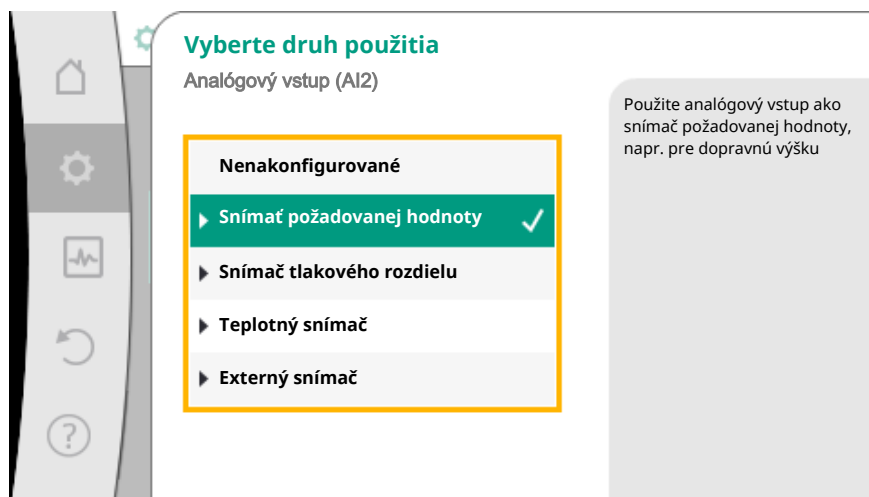 Vyberte druh použitia
Analógový vstup (AI2)
Nenakonfigurované
Snímať požadovanej hodnoty
Snímač tlakového rozdielu
Teplotný snímač
Externý snímač
Použite analógový vstup ako
snímač požadovanej hodnoty,
napr. pre dopravnú výšku